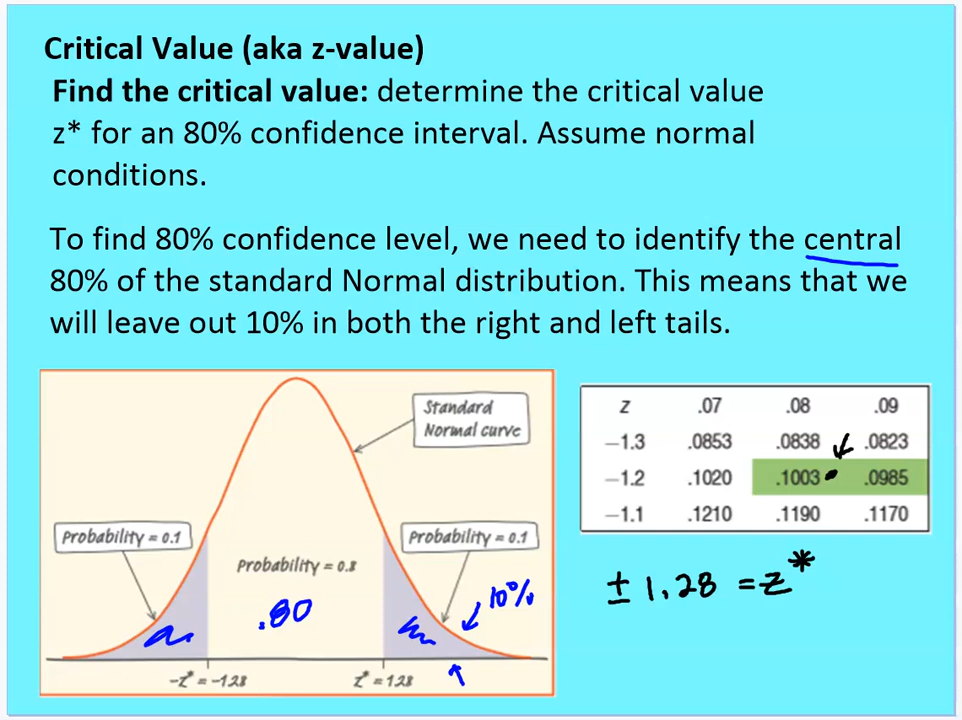 Critical Value (aka z-value)
Find the critical value: determine the critical value
z* for an 80% confidence interval. Assume normal
conditions.
To find 80% confidence level, we need to identify the central
80% of the standard Normal distribution. This means that we
will leave out 10% in both the right and left tails.
Standard
Normal curve
Probability = 0.1
Probability = 0.8
Probability = 0.1
.80
10%
-z* = -1.28
z* = 1.28
z .07 .08 .09
−1.3 .0853 .0838 .0823
−1.2 .1020 .1003 .0985
−1.1 .1210 .1190 .1170
± 1.28 = z*